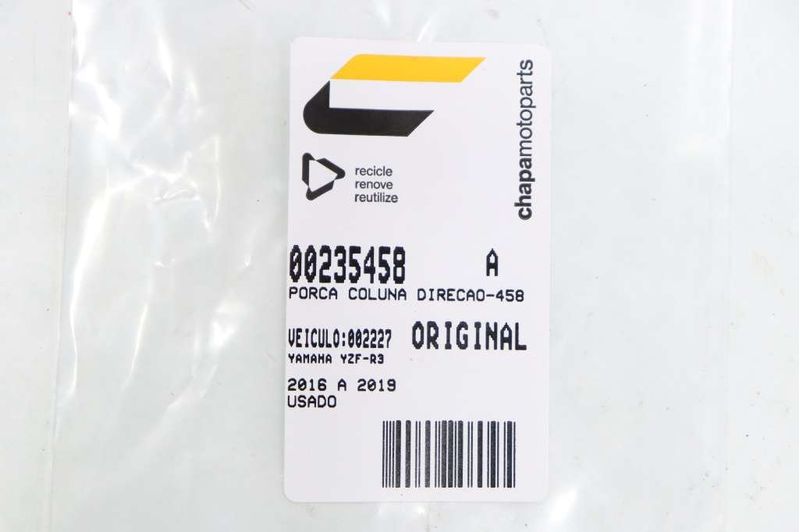 chapamotoparts
recicle
renove
reutilize
00235458 A
PORCA COLUNA DIRECAO-458
VEICULO:002227 ORIGINAL
YAMAHA YZF-R3
2016 A 2019
USADO